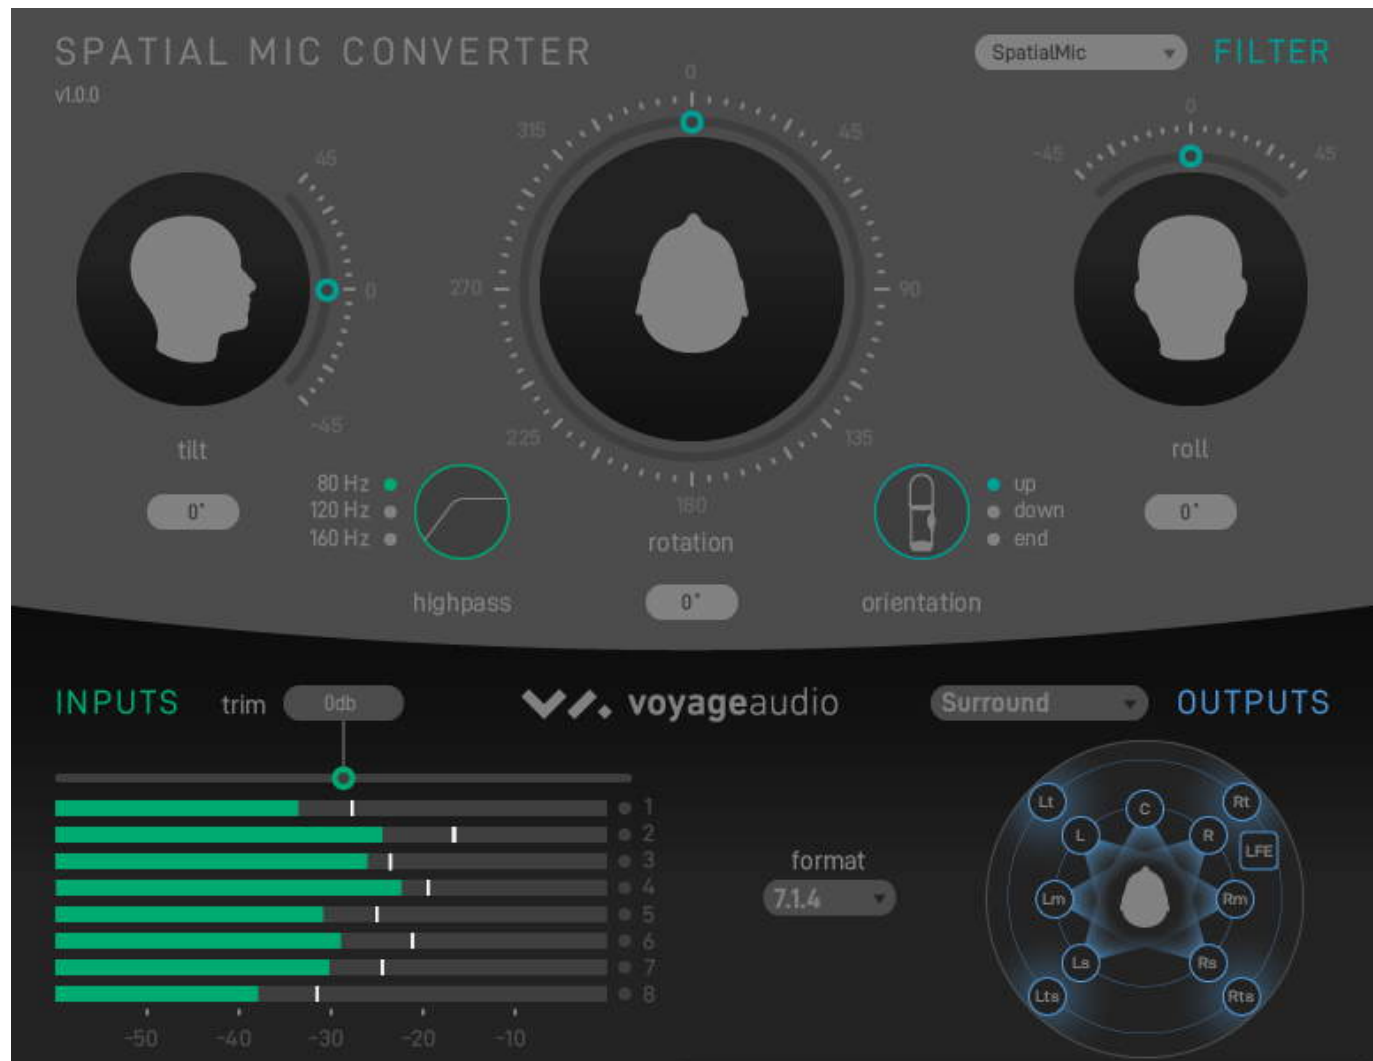 SPATIAL MIC CONVERTER
SpatialMic
FILTER
v1.0.0
0
315
45
270
90
225
135
180
45
0
-45
0
-45
45
tilt
0°
roll
0°
80 Hz
120 Hz
160 Hz
highpass
rotation
0°
up
down
end
orientation
INPUTS
trim
0db
voyageaudio
Surround
OUTPUTS
1
2
3
4
5
6
7
8
-50 -40 -30 -20 -10
format
7.1.4
Lt
C
Rt
L
R
LFE
Lm
Rm
Ls
Rs
Lts
Rts